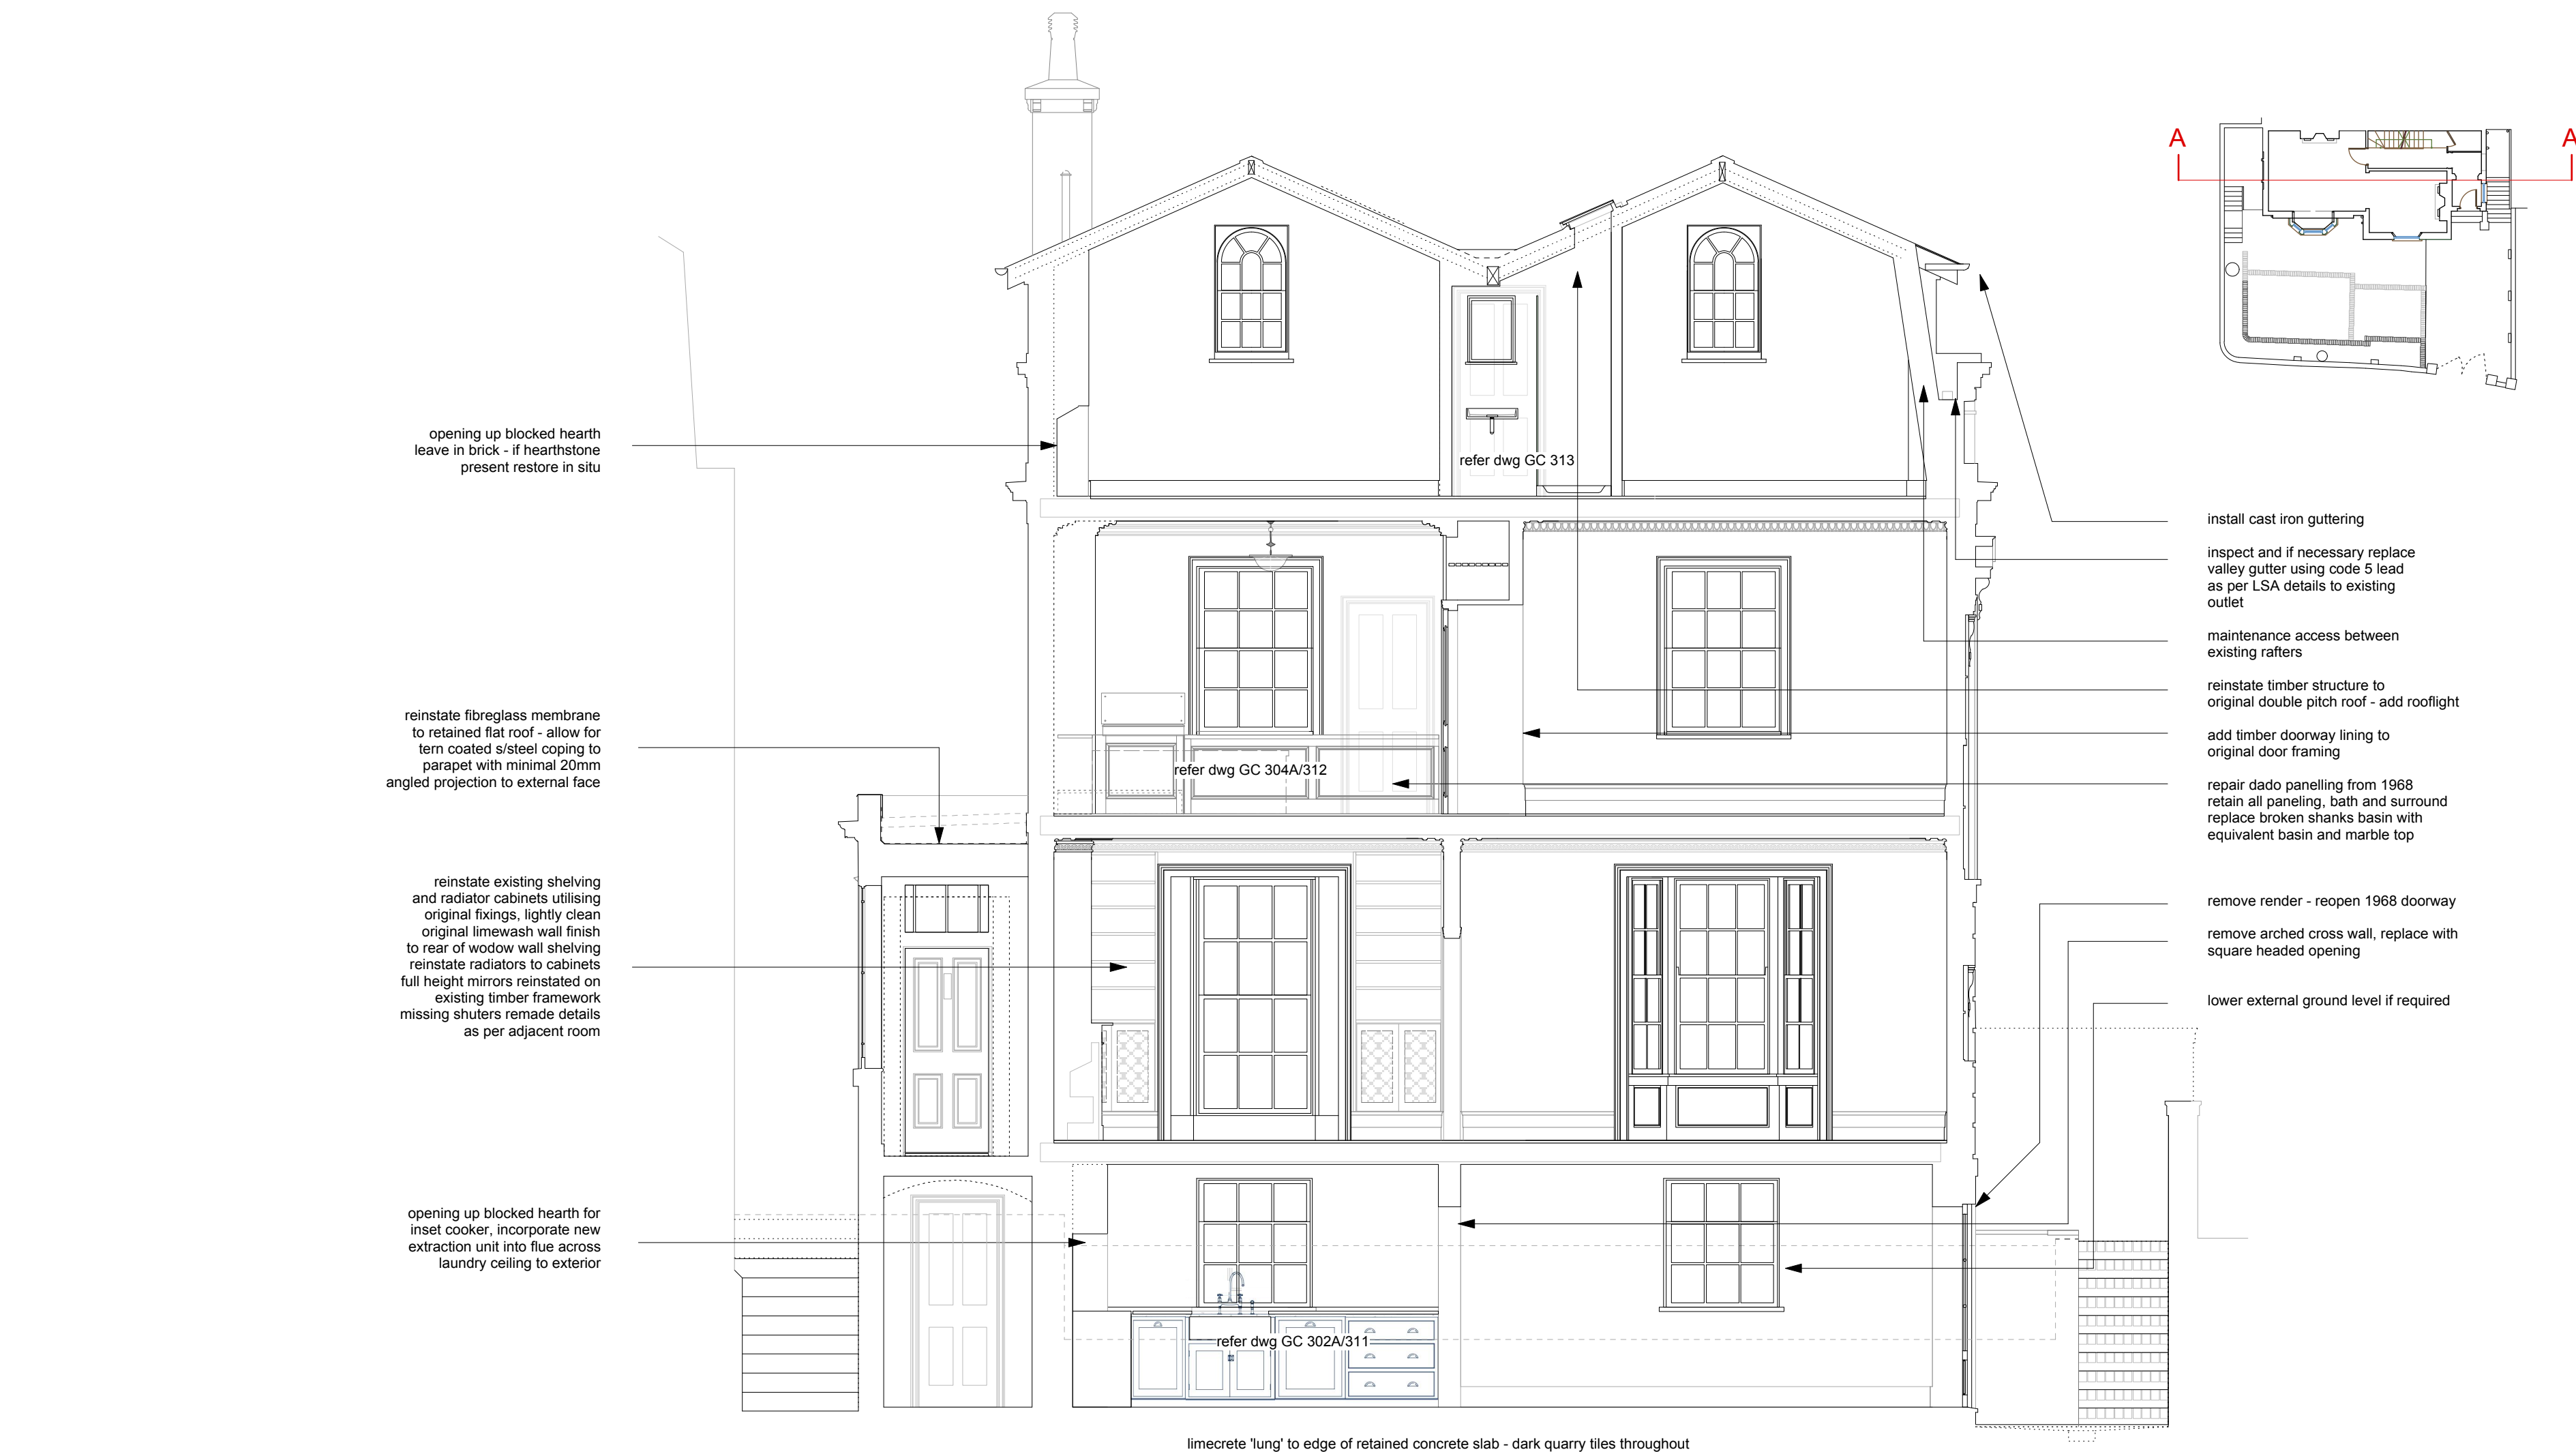 A
A
opening up blocked hearth
leave in brick - if hearthstone
present restore in situ
refer dwg GC 313
install cast iron guttering
inspect and if necessary replace
valley gutter using code 5 lead
as per LSA details to existing
outlet
maintenance access between
existing rafters
reinstate timber structure to
original double pitch roof - add rooflight
add timber doorway lining to
original door framing
repair dado panelling from 1968
retain all paneling, bath and surround
replace broken shanks basin with
equivalent basin and marble top
reinstate fibreglass membrane
to retained flat roof - allow for
tern coated s/steel coping to
parapet with minimal 20mm
angled projection to external face
refer dwg GC 304A/312
reinstate existing shelving
and radiator cabinets utilising
original fixings, lightly clean
original limewash wall finish
to rear of wodow wall shelving
reinstate radiators to cabinets
full height mirrors reinstated on
existing timber framework
missing shuters remade details
as per adjacent room
remove render - reopen 1968 doorway
remove arched cross wall, replace with
square headed opening
lower external ground level if required
opening up blocked hearth for
inset cooker, incorporate new
extraction unit into flue across
laundry ceiling to exterior
refer dwg GC 302A/311
limecrete 'lung' to edge of retained concrete slab - dark quarry tiles throughout